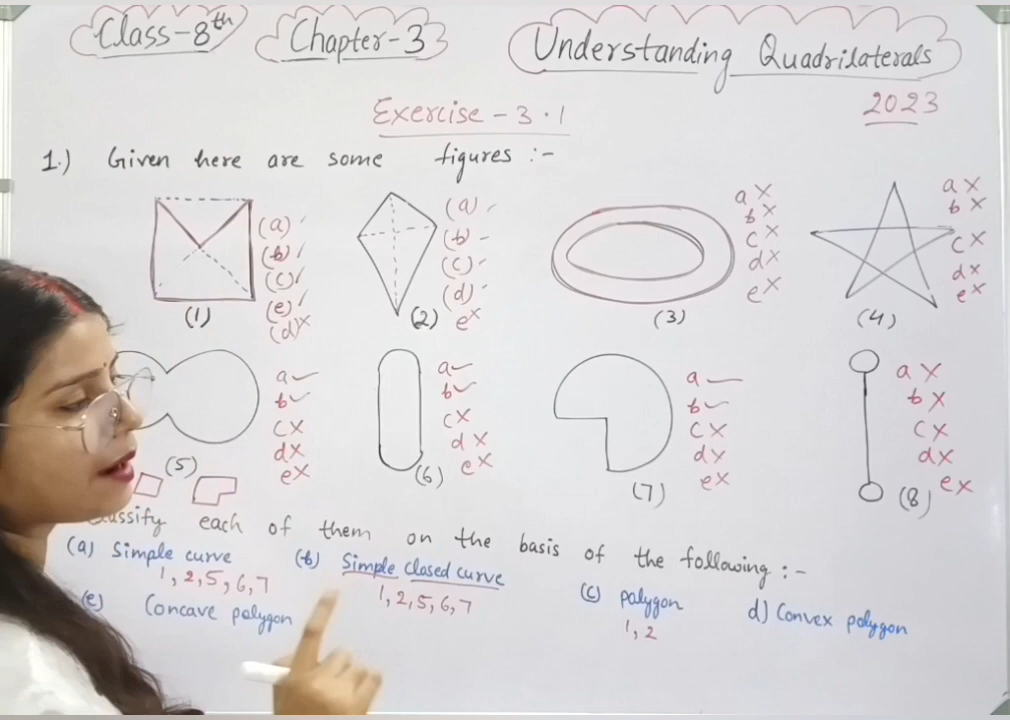 Class-8th Chapter-3 Understanding Quadrilaterals
Exercise - 3.1 2023
1.) Given here are some figures :-
(a) ✓
(b) ✓
(c) ✓
(e) ✓
(d) ×
(1)
(a) ✓
(b) -
(c) -
(d) -
e ×
(2)
a ×
b ×
c ×
d ×
e ×
(3)
a ×
b ×
c ×
d ×
e ×
(4)
a ✓
b ✓
c ×
d ×
e ×
(5)
a ✓
b ✓
c ×
d ×
e ×
(6)
a ✓
b ✓
c ×
d ×
e ×
(7)
a ×
b ×
c ×
d ×
e ×
(8)
each of them on the basis of the following :-
(a) Simple curve (b) Simple closed curve (c) polygon d) Convex polygon
1, 2, 5, 6, 7 1, 2, 5, 6, 7 1, 2
(e) Concave polygon